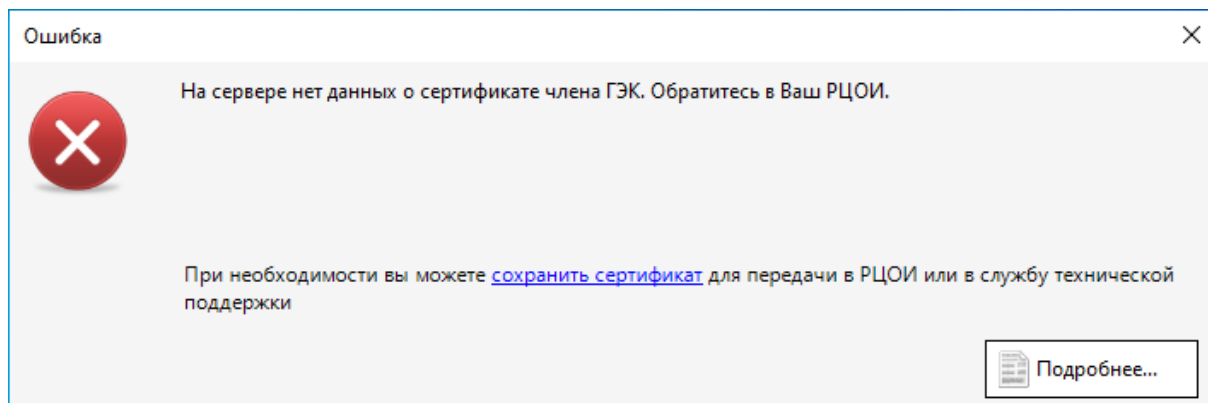 Ошибка
На сервере нет данных о сертификате члена ГЭК. Обратитесь в Ваш РЦОИ.
При необходимости вы можете сохранить сертификат для передачи в РЦОИ или в службу технической
поддержки
Подробнее...